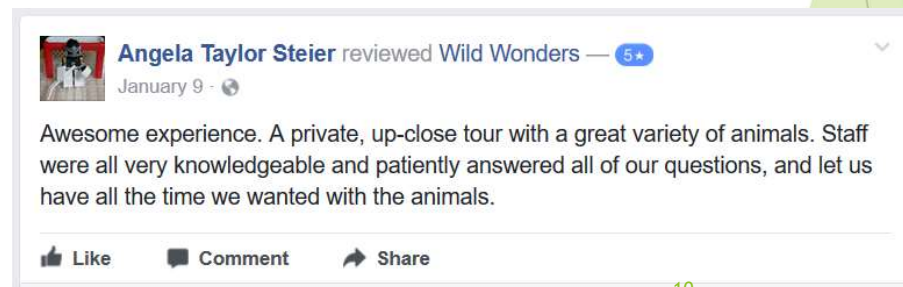 Angela Taylor Steier reviewed Wild Wonders — 5★
January 9 ·
Awesome experience. A private, up-close tour with a great variety of animals. Staff
were all very knowledgeable and patiently answered all of our questions, and let us
have all the time we wanted with the animals.
Like Comment Share